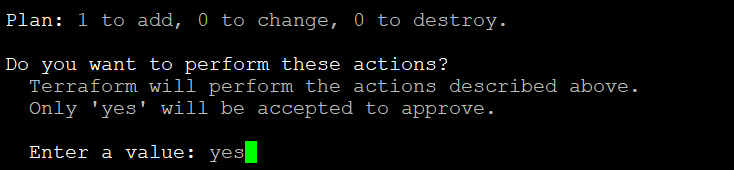 Plan: 1 to add, 0 to change, 0 to destroy.
Do you want to perform these actions?
Terraform will perform the actions described above.
Only 'yes' will be accepted to approve.
Enter a value: yes